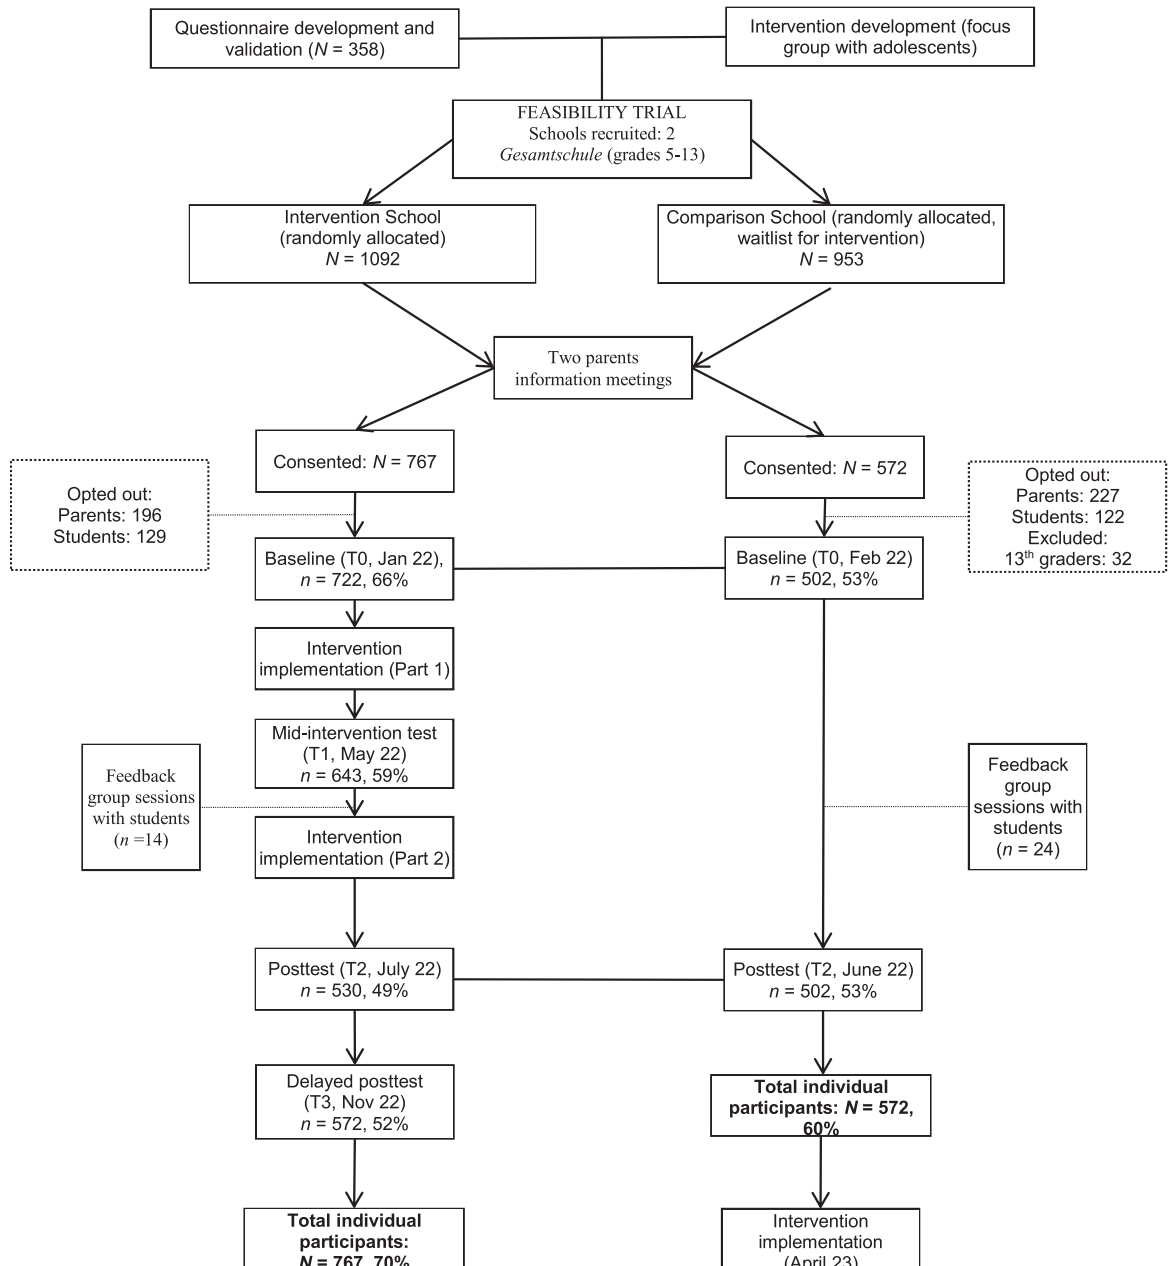 Questionnaire development and
validation (N = 358)
Intervention development (focus
group with adolescents)
FEASIBILITY TRIAL
Schools recruited: 2
Gesamtschule (grades 5-13)
Intervention School
(randomly allocated)
N = 1092
Comparison School (randomly allocated,
waitlist for intervention)
N = 953
Two parents
information meetings
Consented: N = 767
Consented: N = 572
Opted out:
Parents: 196
Students: 129
Opted out:
Parents: 227
Students: 122
Excluded:
13th graders: 32
Baseline (T0, Jan 22),
n = 722, 66%
Baseline (T0, Feb 22)
n = 502, 53%
Intervention
implementation (Part 1)
Mid-intervention test
(T1, May 22)
n = 643, 59%
Feedback
group sessions
with students
(n =14)
Feedback
group
sessions with
students
(n = 24)
Intervention
implementation (Part 2)
Posttest (T2, July 22)
n = 530, 49%
Posttest (T2, June 22)
n = 502, 53%
Delayed posttest
(T3, Nov 22)
n = 572, 52%
Total individual
participants: N = 572,
60%
Total individual
participants:
N = 767, 70%
Intervention
implementation
(April 23)